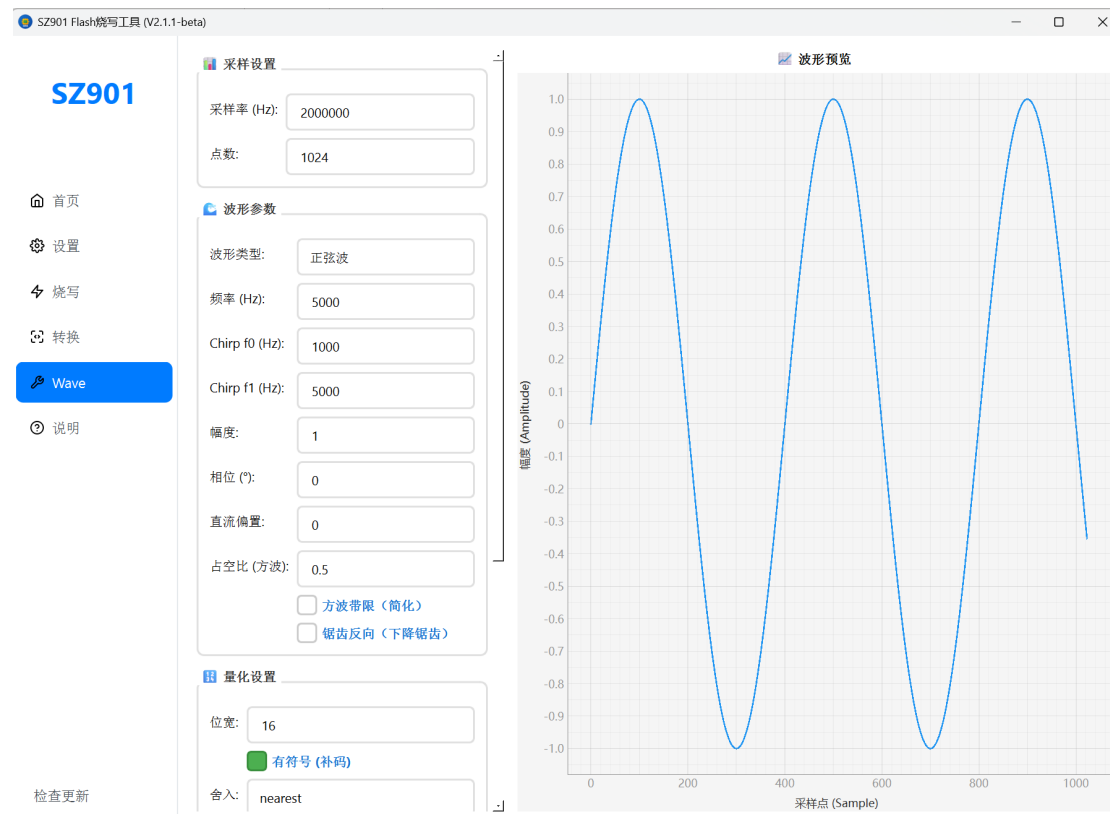 SZ901 Flash烧写工具 (V2.1.1-beta)
SZ901
首页
设置
烧写
转换
Wave
说明
检查更新
采样设置
采样率 (Hz): 2000000
点数: 1024
波形参数
波形类型: 正弦波
频率 (Hz): 5000
Chirp f0 (Hz): 1000
Chirp f1 (Hz): 5000
幅度: 1
相位 (°): 0
直流偏置: 0
占空比 (方波): 0.5
方波带限（简化）
锯齿反向（下降锯齿）
量化设置
位宽: 16
有符号 (补码)
舍入: nearest
波形预览
幅度 (Amplitude)
1.0
0.9
0.8
0.7
0.6
0.5
0.4
0.3
0.2
0.1
0
-0.1
-0.2
-0.3
-0.4
-0.5
-0.6
-0.7
-0.8
-0.9
-1.0
0 200 400 600 800 1000
采样点 (Sample)